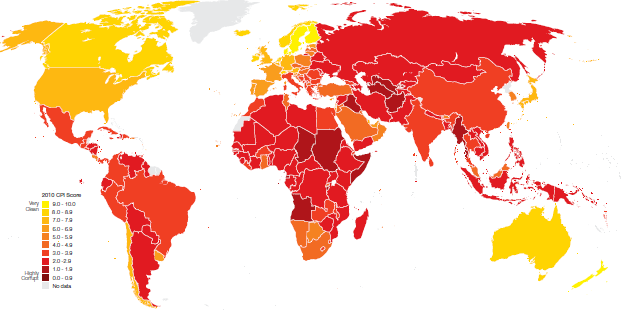 2010 CPI Score
Very
Clean
9.0 - 10.0
8.0 - 8.9
7.0 - 7.9
6.0 - 6.9
5.0 - 5.9
4.0 - 4.9
3.0 - 3.9
2.0 - 2.9
1.0 - 1.9
0.0 - 0.9
Highly
Corrupt
No data